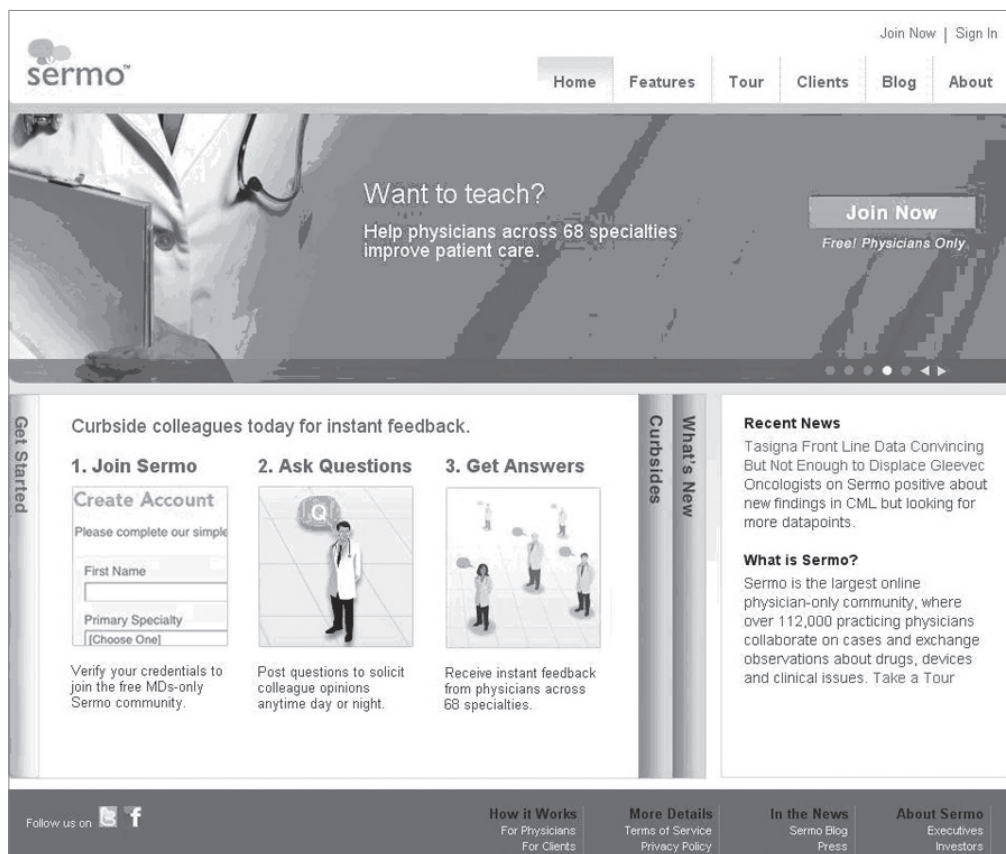 Join Now | Sign In
sermo™
Home Features Tour Clients Blog About
Want to teach?
Help physicians across 68 specialties
improve patient care.
Join Now
Free! Physicians Only
Get Started
Curbside colleagues today for instant feedback.
1. Join Sermo
Create Account
Please complete our simple
First Name
Primary Specialty
[Choose One]
Verify your credentials to
join the free MDs-only
Sermo community.
2. Ask Questions
Q
Post questions to solicit
colleague opinions
anytime day or night.
3. Get Answers
Receive instant feedback
from physicians across
68 specialties.
Curbsides
What's New
Recent News
Tasigna Front Line Data Convincing
But Not Enough to Displace Gleevec
Oncologists on Sermo positive about
new findings in CML but looking for
more datapoints.
What is Sermo?
Sermo is the largest online
physician-only community, where
over 112,000 practicing physicians
collaborate on cases and exchange
observations about drugs, devices
and clinical issues. Take a Tour
Follow us on
How it Works
For Physicians
For Clients
More Details
Terms of Service
Privacy Policy
In the News
Sermo Blog
Press
About Sermo
Executives
Investors